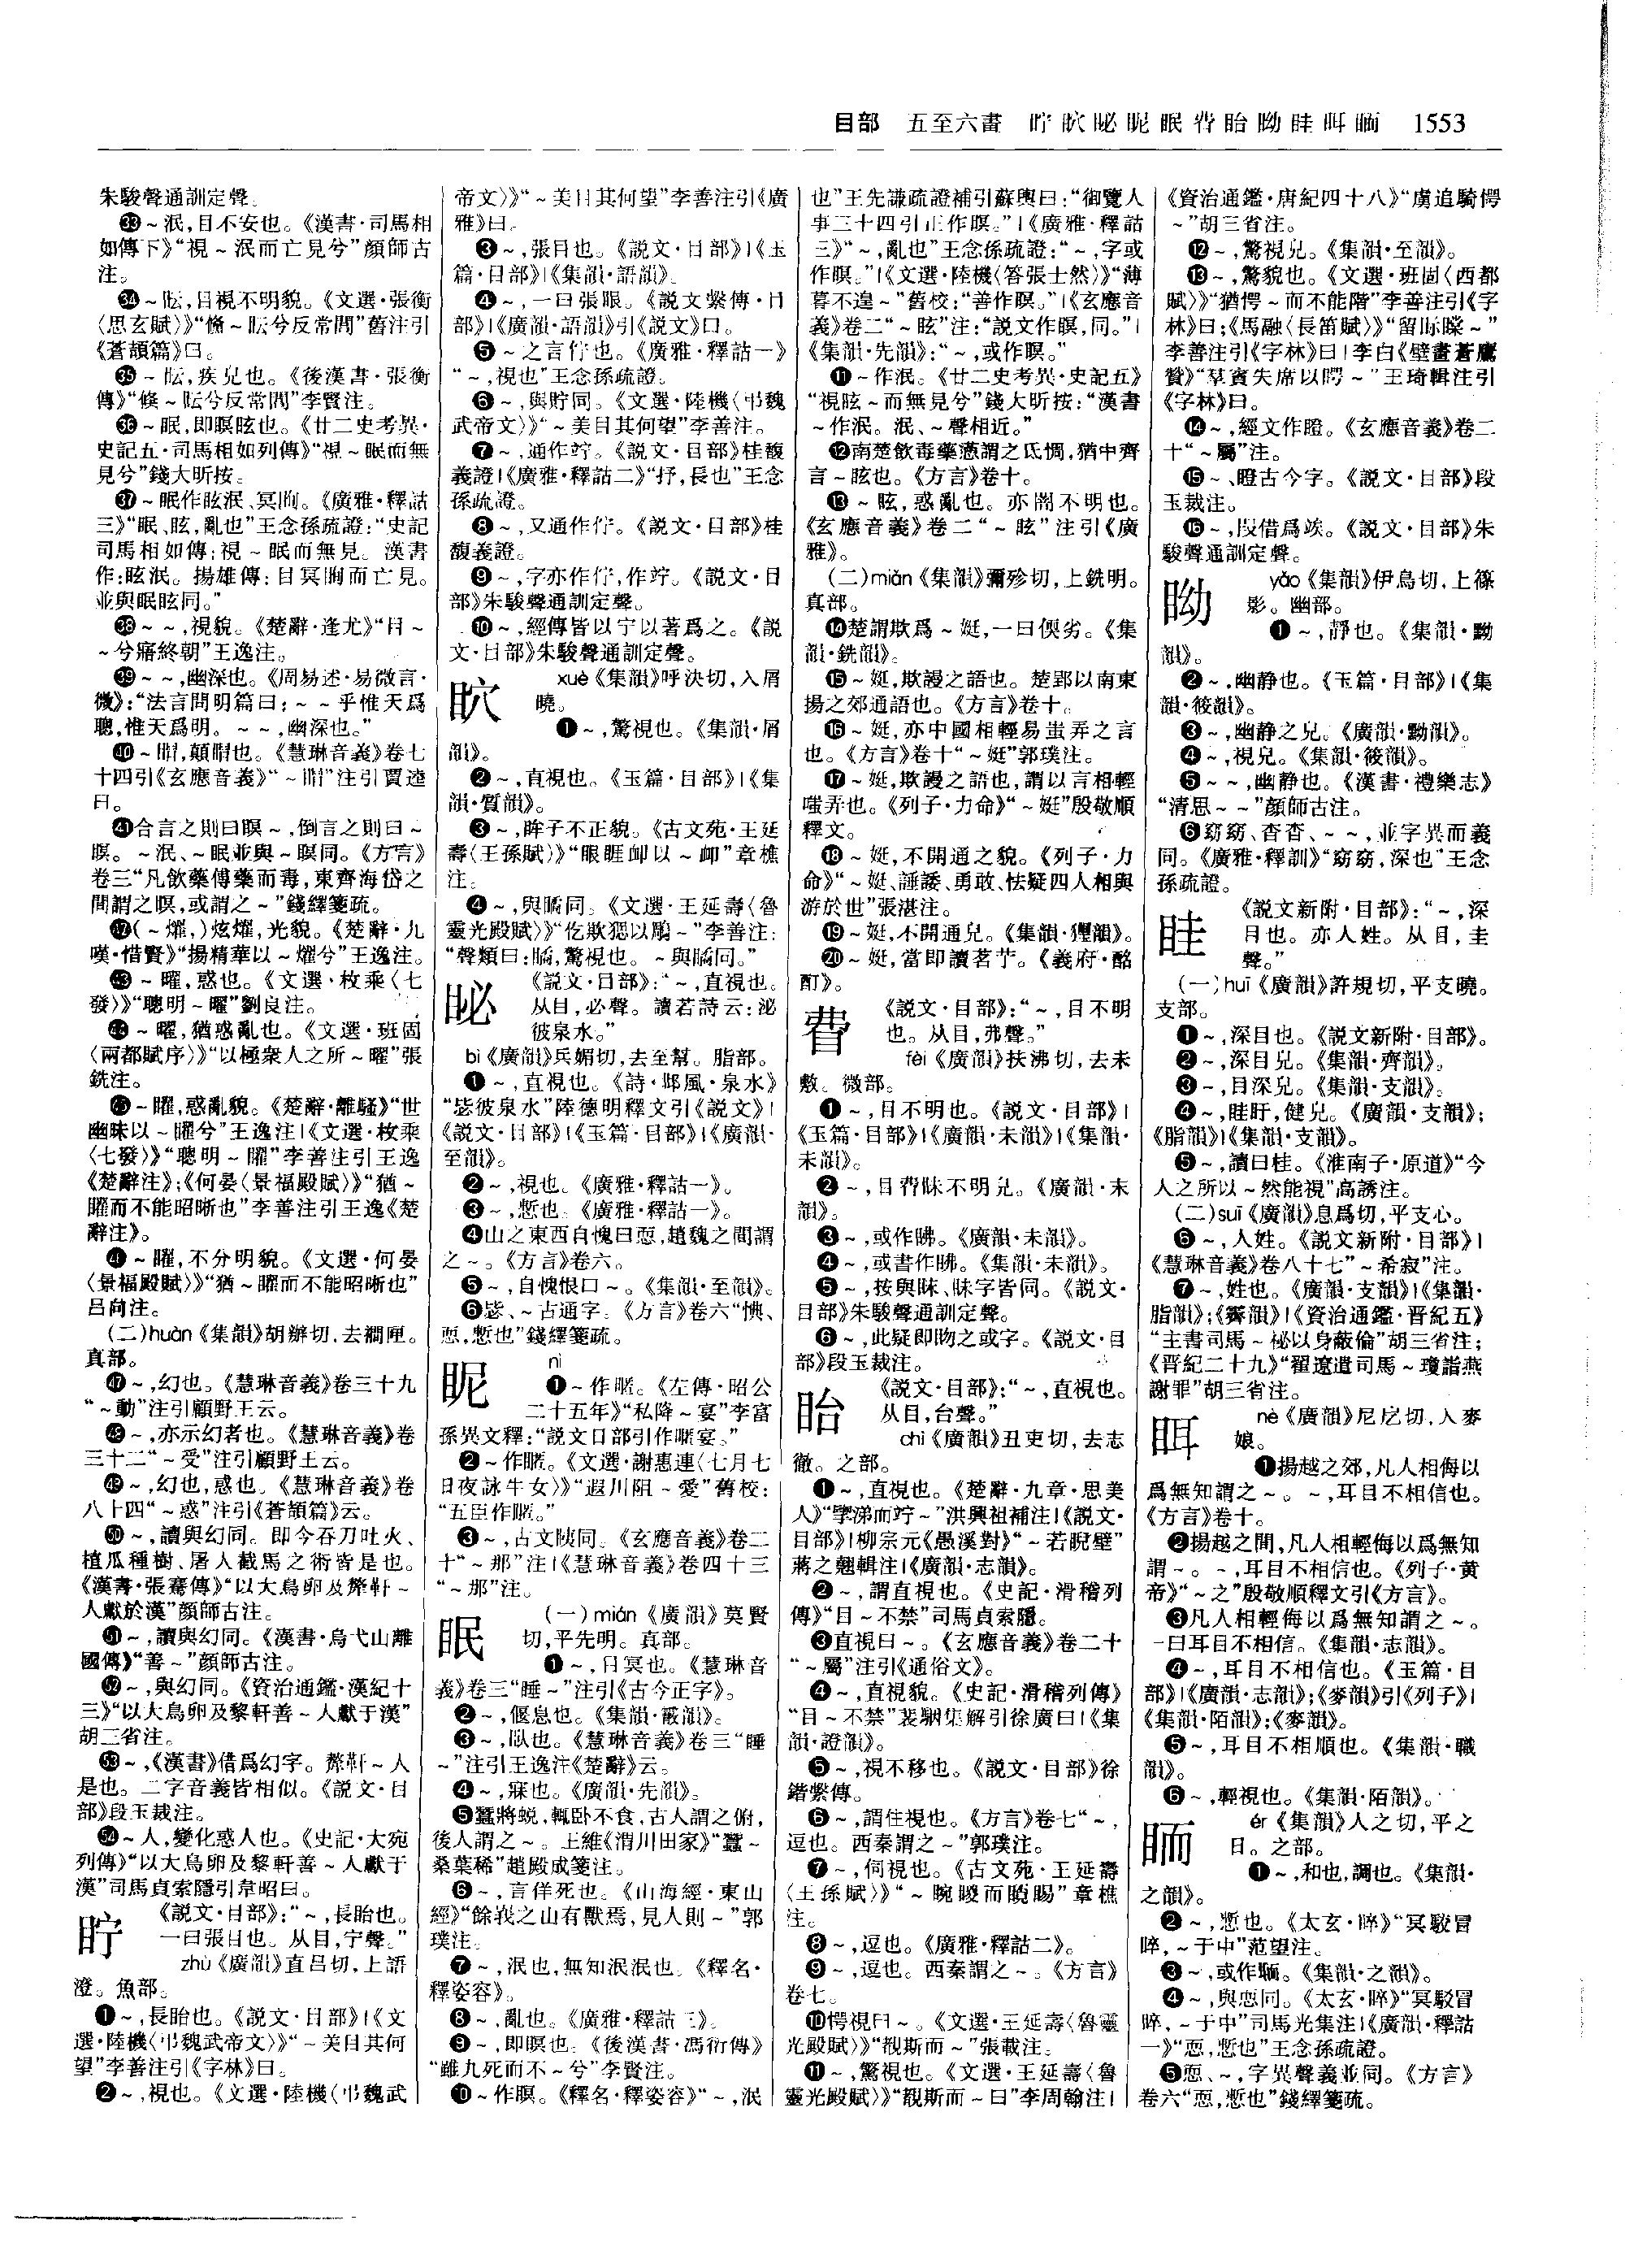 目部　五至六畫　眝䀏䀣眤眠䀟眙眑眭眲眲　1553
朱駿聲通訓定聲。
㉝～泯,目不安也。《漢書·司馬相
如傳下》“視～泯而亡見兮”顔師古
注。
㉞～眃,目視不明貌。《文選·張衡
〈思玄賦〉》“儵～眃兮反常閒”舊注引
《蒼頡篇》曰。
㉟～眃,疾皃也。《後漢書·張衡
傳》“倏～眃兮反常閒”李賢注。
㊱～眠,即瞑眩也。《廿二史考異·
史記五·司馬相如列傳》“視～眠而無
見兮”錢大昕按。
㊲～眠作眩泯、冥眴。《廣雅·釋詁
三》“眠、眩,亂也”王念孫疏證:“史記
司馬相如傳:視～眠而無見。漢書
作:眩泯。揚雄傳:目冥眴而亡見。
並與眠眩同。”
㊳～～,視貌。《楚辭·逢尤》“目～
～兮寤終朝”王逸注。
㊴～～,幽深也。《周易述·易微言·
微》:“法言問明篇曰:～～乎惟天爲
聰,惟天爲明。～～,幽深也。”
㊵～眮,顛眮也。《慧琳音義》卷七
十四引《玄應音義》“～眮”注引賈逵
曰。
㊶合言之則曰瞑～,倒言之則曰～
瞑。～泯、～眠並與～瞑同。《方言》
卷三“凡飲藥傅藥而毒,東齊海岱之
間謂之瞑,或謂之～”錢繹箋疏。
㊷(～燿,)炫燿,光貌。《楚辭·九
嘆·惜賢》“揚精華以～燿兮”王逸注。
㊸～曜,惑也。《文選·枚乘〈七
發〉》“聰明～曜”劉良注。
㊹～曜,猶惑亂也。《文選·班固
〈兩都賦序〉》“以極衆人之所～曜”張
銑注。
㊺～矅,惑亂貌。《楚辭·離騷》“世
幽昧以～矅兮”王逸注|《文選·枚乘
〈七發〉》“聰明～矅”李善注引王逸
《楚辭注》;《何晏〈景福殿賦〉》“猶～
矅而不能昭晰也”李善注引王逸《楚
辭注》。
㊻～矅,不分明貌。《文選·何晏
〈景福殿賦〉》“猶～矅而不能昭晰也”
吕向注。
(二)huàn《集韻》胡辦切,去襇匣。
真部。
㊼～,幻也。《慧琳音義》卷三十九
“～動”注引顧野王云。
㊽～,亦示幻者也。《慧琳音義》卷
三十二“～受”注引顧野王云。
㊾～,幻也,惑也。《慧琳音義》卷
八十四“～惑”注引《蒼頡篇》云。
㊿～,讀與幻同。即今吞刀吐火、
植瓜種樹、屠人截馬之術皆是也。
《漢書·張騫傳》“以大鳥卵及犛靬～
人獻於漢”顔師古注。
51～,讀與幻同。《漢書·烏弋山離
國傳》“善～”顔師古注。
52～,與幻同。《資治通鑑·漢紀十
三》“以大鳥卵及黎軒善～人獻于漢”
胡三省注。
53～,《漢書》借爲幻字。犛靬～人
是也。二字音義皆相似。《説文·目
部》段玉裁注。
54～人,變化惑人也。《史記·大宛
列傳》“以大鳥卵及黎軒善～人獻于
漢”司馬貞索隱引韋昭曰。
眝
《説文·目部》:“～,長眙也。
一曰張目也。从目,宁聲。”
zhù《廣韻》直吕切,上語
澄。魚部。
❶～,長眙也。《説文·目部》|《文
選·陸機〈弔魏武帝文〉》“～美目其何
望”李善注引《字林》曰。
❷～,視也。《文選·陸機〈弔魏武
帝文〉》“～美目其何望”李善注引《廣
雅》曰。
❸～,張目也。《説文·目部》|《玉
篇·目部》|《集韻·語韻》。
❹～,一曰張眼。《説文繫傳·目
部》|《廣韻·語韻》引《説文》曰。
❺～之言佇也。《廣雅·釋詁一》
“～,視也”王念孫疏證。
❻～,與貯同。《文選·陸機〈弔魏
武帝文〉》“～美目其何望”李善注。
❼～,通作竚。《説文·目部》桂馥
義證|《廣雅·釋詁二》“抒,長也”王念
孫疏證。
❽～,又通作佇。《説文·目部》桂
馥義證。
❾～,字亦作佇,作竚。《説文·目
部》朱駿聲通訓定聲。
❿～,經傳皆以宁以著爲之。《説
文·目部》朱駿聲通訓定聲。
䀏
xuè《集韻》呼決切,入屑
曉。
❶～,驚視也。《集韻·屑
韻》。
❷～,直視也。《玉篇·目部》|《集
韻·質韻》。
❸～,眸子不正貌。《古文苑·王延
壽〈王孫賦〉》“眼睚䘏以～䘏”章樵
注。
❹～,與矞同。《文選·王延壽〈魯
靈光殿賦〉》“仡欺㥾以鵰～”李善注:
“聲類曰:矞,驚視也。～與矞同。”
䀣
《説文·目部》:“～,直視也。
从目,必聲。讀若詩云:泌
彼泉水。”
bì《廣韻》兵媚切,去至幫。脂部。
❶～,直視也。《詩·邶風·泉水》
“毖彼泉水”陸德明釋文引《説文》|
《説文·目部》|《玉篇·目部》|《廣韻·
至韻》。
❷～,視也。《廣雅·釋詁一》。
❸～,慙也。《廣雅·釋詁一》。
❹山之東西自愧曰恧,趙魏之間謂
之～。《方言》卷六。
❺～,自愧恨曰～。《集韻·至韻》。
❻毖、～古通字。《方言》卷六“㥏、
恧,慙也”錢繹箋疏。
眤
nì
❶～作暱。《左傳·昭公
二十五年》“私降～宴”李富
孫異文釋:“説文日部引作暱宴。”
❷～作暱。《文選·謝惠連〈七月七
日夜詠牛女〉》“遐川阻～愛”舊校:
“五臣作暱。”
❸～,古文䀢同。《玄應音義》卷二
十“～那”注|《慧琳音義》卷四十三
“～那”注。
眠
(一)mián《廣韻》莫賢
切,平先明。真部。
❶～,目冥也。《慧琳音
義》卷三“睡～”注引《古今正字》。
❷～,偃息也。《集韻·霰韻》。
❸～,臥也。《慧琳音義》卷三“睡
～”注引王逸注《楚辭》云。
❹～,寐也。《廣韻·先韻》。
❺蠶將蜕,輒卧不食,古人謂之俯,
後人謂之～。王維《渭川田家》“蠶～
桑葉稀”趙殿成箋注。
❻～,言佯死也。《山海經·東山
經》“餘峩之山有獸焉,見人則～”郭
璞注。
❼～,泯也,無知泯泯也。《釋名·
釋姿容》。
❽～,亂也。《廣雅·釋詁三》。
❾～,即瞑也。《後漢書·馮衍傳》
“雖九死而不～兮”李賢注。
❿～作瞑。《釋名·釋姿容》“～,泯
也”王先謙疏證補引蘇輿曰:“御覽人
事三十四引正作瞑。”|《廣雅·釋詁
三》“～,亂也”王念孫疏證:“～,字或
作瞑。”|《文選·陸機〈答張士然〉》“薄
暮不遑～”舊校:“善作瞑。”|《玄應音
義》卷二“～眩”注:“説文作瞑,同。”|
《集韻·先韻》:“～,或作瞑。”
⓫～作泯。《廿二史考異·史記五》
“視眩～而無見兮”錢大昕按:“漢書
～作泯。泯、～聲相近。”
⓬南楚飲毒藥懣謂之氐惆,猶中齊
言～眩也。《方言》卷十。
⓭～眩,惑亂也。亦閙不明也。
《玄應音義》卷二“～眩”注引《廣
雅》。
(二)miǎn《集韻》彌殄切,上銑明。
真部。
⓮楚謂欺爲～娗,一曰偄劣。《集
韻·銑韻》。
⓯～娗,欺謾之語也。楚郢以南東
揚之郊通語也。《方言》卷十。
⓰～娗,亦中國相輕易蚩弄之言
也。《方言》卷十“～娗”郭璞注。
⓱～娗,欺謾之語也,謂以言相輕
嗤弄也。《列子·力命》“～娗”殷敬順
釋文。
⓲～娗,不開通之貌。《列子·力
命》“～娗、諈諉、勇敢、怯疑四人相與
游於世”張湛注。
⓳～娗,不開通皃。《集韻·𤟤韻》。
⓴～娗,當即讀茗艼。《義府·酩
酊》。
䀟
《説文·目部》:“～,目不明
也。从目,弗聲。”
fèi《廣韻》扶沸切,去未
敷。微部。
❶～,目不明也。《説文·目部》|
《玉篇·目部》|《廣韻·未韻》|《集韻·
未韻》。
❷～,目䀟眛不明皃。《廣韻·未
韻》。
❸～,或作昲。《廣韻·未韻》。
❹～,或書作昲。《集韻·未韻》。
❺～,按與眛、昧字皆同。《説文·
目部》朱駿聲通訓定聲。
❻～,此疑即昒之或字。《説文·目
部》段玉裁注。
眙
《説文·目部》:“～,直視也。
从目,台聲。”
chì《廣韻》丑吏切,去志
徹。之部。
❶～,直視也。《楚辭·九章·思美
人》“擥涕而竚～”洪興祖補注|《説文·
目部》|柳宗元《愚溪對》“～若睨壁”
蔣之翹輯注|《廣韻·志韻》。
❷～,謂直視也。《史記·滑稽列
傳》“目～不禁”司馬貞索隱。
❸直視曰～。《玄應音義》卷二十
“～屬”注引《通俗文》。
❹～,直視貌。《史記·滑稽列傳》
“目～不禁”裴駰集解引徐廣曰|《集
韻·證韻》。
❺～,視不移也。《説文·目部》徐
鍇繫傳。
❻～,謂住視也。《方言》卷七“～,
逗也。西秦謂之～”郭璞注。
❼～,伺視也。《古文苑·王延壽
〈王孫賦〉》“～睕䁔而䁅賜”章樵
注。
❽～,逗也。《廣雅·釋詁二》。
❾～,逗也。西秦謂之～。《方言》
卷七。
❿愕視曰～。《文選·王延壽〈魯靈
光殿賦〉》“覩斯而～”張載注。
⓫～,驚視也。《文選·王延壽〈魯
靈光殿賦〉》“覩斯而～曰”李周翰注|
《資治通鑑·唐紀四十八》“虜追騎愕
～”胡三省注。
⓬～,驚視皃。《集韻·至韻》。
⓭～,驚貌也。《文選·班固〈西都
賦〉》“猶愕～而不能階”李善注引《字
林》曰;《馬融〈長笛賦〉》“留眎瞠～”
李善注引《字林》曰|李白《壁畫蒼鷹
贊》“羣賓失席以愕～”王琦輯注引
《字林》曰。
⓮～,經文作瞪。《玄應音義》卷二
十“～屬”注。
⓯～、瞪古今字。《説文·目部》段
玉裁注。
⓰～,叚借爲竢。《説文·目部》朱
駿聲通訓定聲。
眑
yǎo《集韻》伊鳥切,上篠
影。幽部。
❶～,靜也。《集韻·黝
韻》。
❷～,幽静也。《玉篇·目部》|《集
韻·筱韻》。
❸～,幽静之皃。《廣韻·黝韻》。
❹～,視皃。《集韻·筱韻》。
❺～～,幽静也。《漢書·禮樂志》
“清思～～”顔師古注。
❻窈窈、杳杳、～～,並字異而義
同。《廣雅·釋訓》“窈窈,深也”王念
孫疏證。
眭
《説文新附·目部》:“～,深
目也。亦人姓。从目,圭
聲。”
(一)huī《廣韻》許規切,平支曉。
支部。
❶～,深目也。《説文新附·目部》。
❷～,深目皃。《集韻·齊韻》。
❸～,目深皃。《集韻·支韻》。
❹～,眭盱,健皃。《廣韻·支韻》;
《脂韻》|《集韻·支韻》。
❺～,讀曰桂。《淮南子·原道》“今
人之所以～然能視”高誘注。
(二)suī《廣韻》息爲切,平支心。
❻～,人姓。《説文新附·目部》|
《慧琳音義》卷八十七“～希寂”注。
❼～,姓也。《廣韻·支韻》|《集韻·
脂韻》;《霽韻》|《資治通鑑·晋紀五》
“主書司馬～祕以身蔽倫”胡三省注;
《晋紀二十九》“翟遼遣司馬～瓊詣燕
謝罪”胡三省注。
眲
nè《廣韻》尼戹切,入麥
娘。
❶揚越之郊,凡人相侮以
爲無知謂之～。～,耳目不相信也。
《方言》卷十。
❷揚越之間,凡人相輕侮以爲無知
謂～。～,耳目不相信也。《列子·黄
帝》“～之”殷敬順釋文引《方言》。
❸凡人相輕侮以爲無知謂之～。
一曰耳目不相信。《集韻·志韻》。
❹～,耳目不相信也。《玉篇·目
部》|《廣韻·志韻》;《麥韻》引《列子》|
《集韻·陌韻》;《麥韻》。
❺～,耳目不相順也。《集韻·職
韻》。
❻～,輕視也。《集韻·陌韻》。
ér《集韻》人之切,平之
日。之部。
❶～,和也,調也。《集韻·
之韻》。
❷～,慙也。《太玄·睟》“冥駁冒
睟,～于中”范望注。
❸～,或作𦓎。《集韻·之韻》。
❹～,與恧同。《太玄·睟》“冥駁冒
睟,～于中”司馬光集注|《廣韻·釋詁
一》“恧,慙也”王念孫疏證。
❺恧、～,字異聲義並同。《方言》
卷六“恧,慙也”錢繹箋疏。